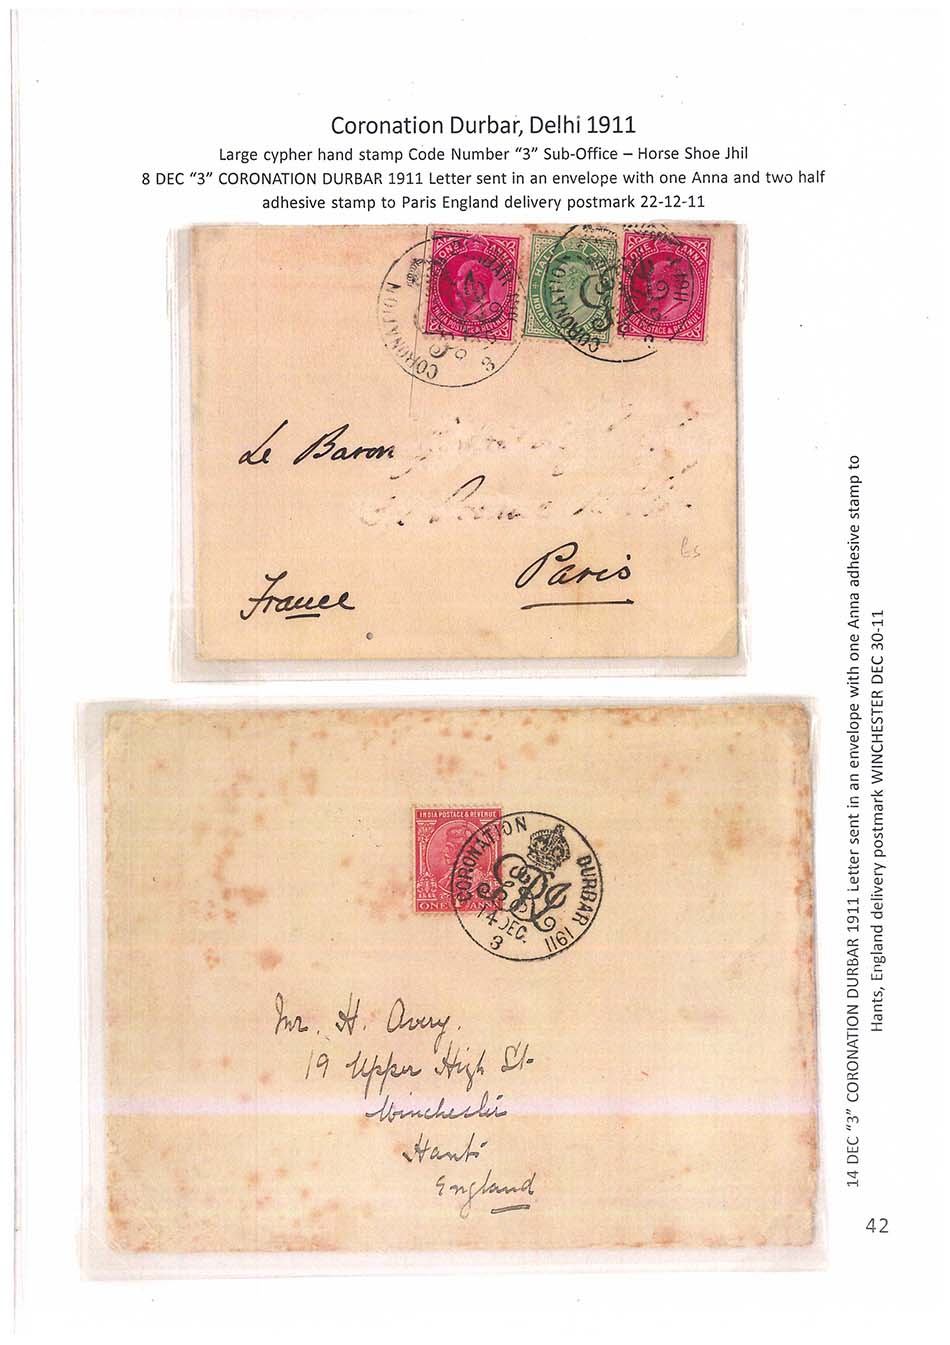 Coronation Durbar, Delhi 1911
Large cypher hand stamp Code Number “3” Sub-Office – Horse Shoe Jhil
8 DEC “3” CORONATION DURBAR 1911 Letter sent in an envelope with one Anna and two half
adhesive stamp to Paris England delivery postmark 22-12-11
ONE ANNA
INDIA POSTAGE & REVENUE
CORONATION
3
HALF
CORONATION
1911
ONE ANNA
POSTAGE & REVENUE
Le Baron
Paris
France
INDIA POSTAGE & REVENUE
ONE ANNA
CORONATION DURBAR 1911
14 DEC.
3
Mr. H. Avery.
19 Upper High St.
Winchester
Hants
England
14 DEC “3” CORONATION DURBAR 1911 Letter sent in an envelope with one Anna adhesive stamp to
Hants, England delivery postmark WINCHESTER DEC 30-11
42